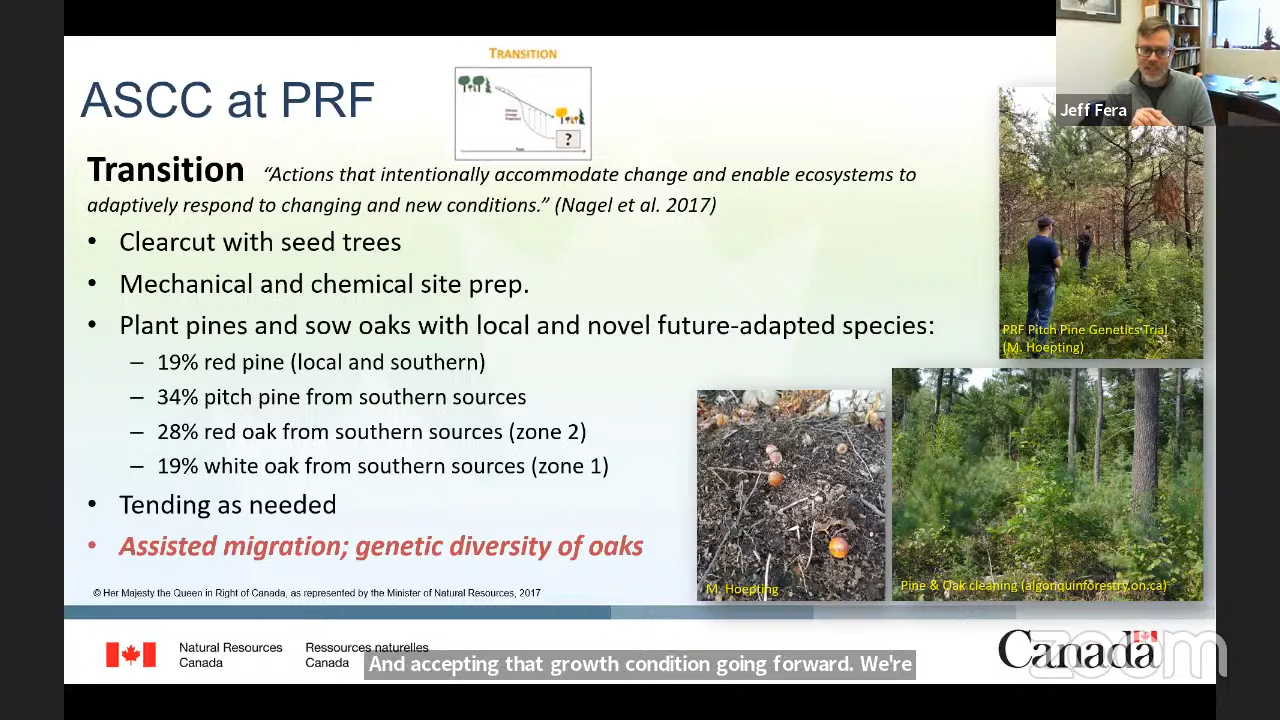 TRANSITION
Jeff Fera
ASCC at PRF
?
Transition “Actions that intentionally accommodate change and enable ecosystems to
adaptively respond to changing and new conditions.” (Nagel et al. 2017)
• Clearcut with seed trees
• Mechanical and chemical site prep.
• Plant pines and sow oaks with local and novel future-adapted species:
– 19% red pine (local and southern)
– 34% pitch pine from southern sources
– 28% red oak from southern sources (zone 2)
– 19% white oak from southern sources (zone 1)
• Tending as needed
• Assisted migration; genetic diversity of oaks
PRF Pitch Pine Genetics Trial
(M. Hoepting)
M. Hoepting
Pine & Oak cleaning (algonquinforestry.on.ca)
© Her Majesty the Queen in Right of Canada, as represented by the Minister of Natural Resources, 2017
Natural Resources
Canada
Ressources naturelles
Canada
Canada
zoom
And accepting that growth condition going forward. We're